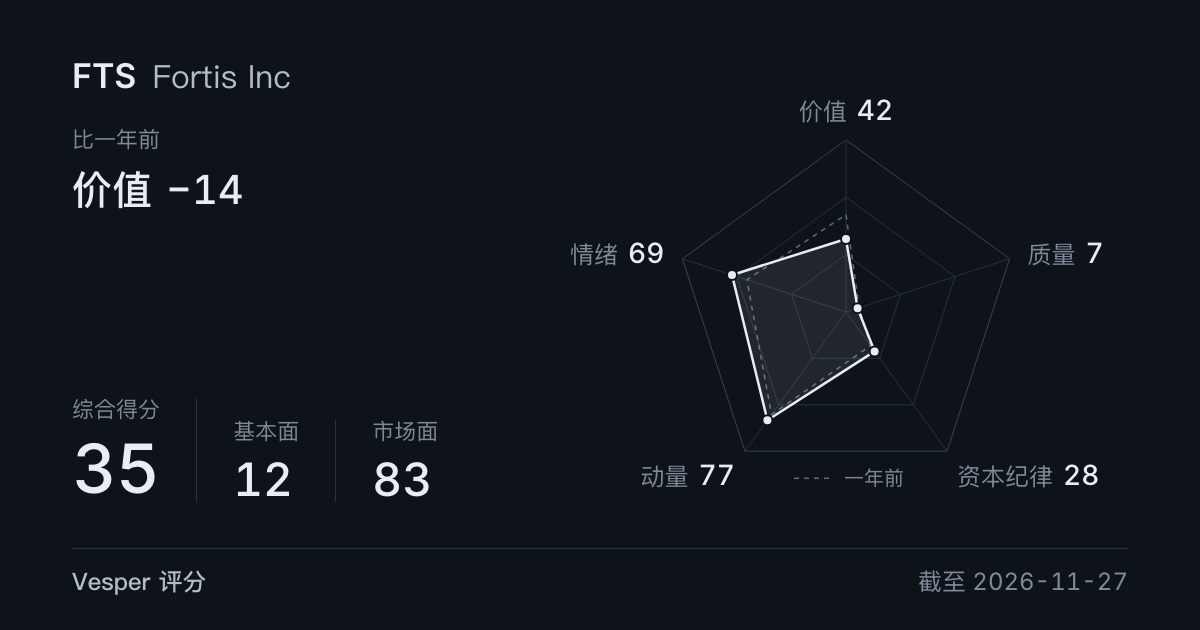 FTS Fortis Inc
比一年前
价值 −14
价值 42
情绪 69
质量 7
动量 77
一年前
资本纪律 28
综合得分
35
基本面
12
市场面
83
Vesper 评分
截至 2026-11-27